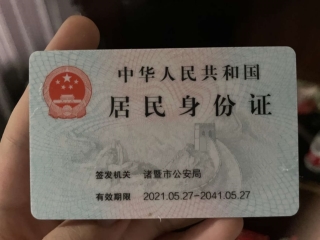 中华人民共和国
居民身份证
签发机关 诸暨市公安局
有效期限 2021.05.27-2041.05.27